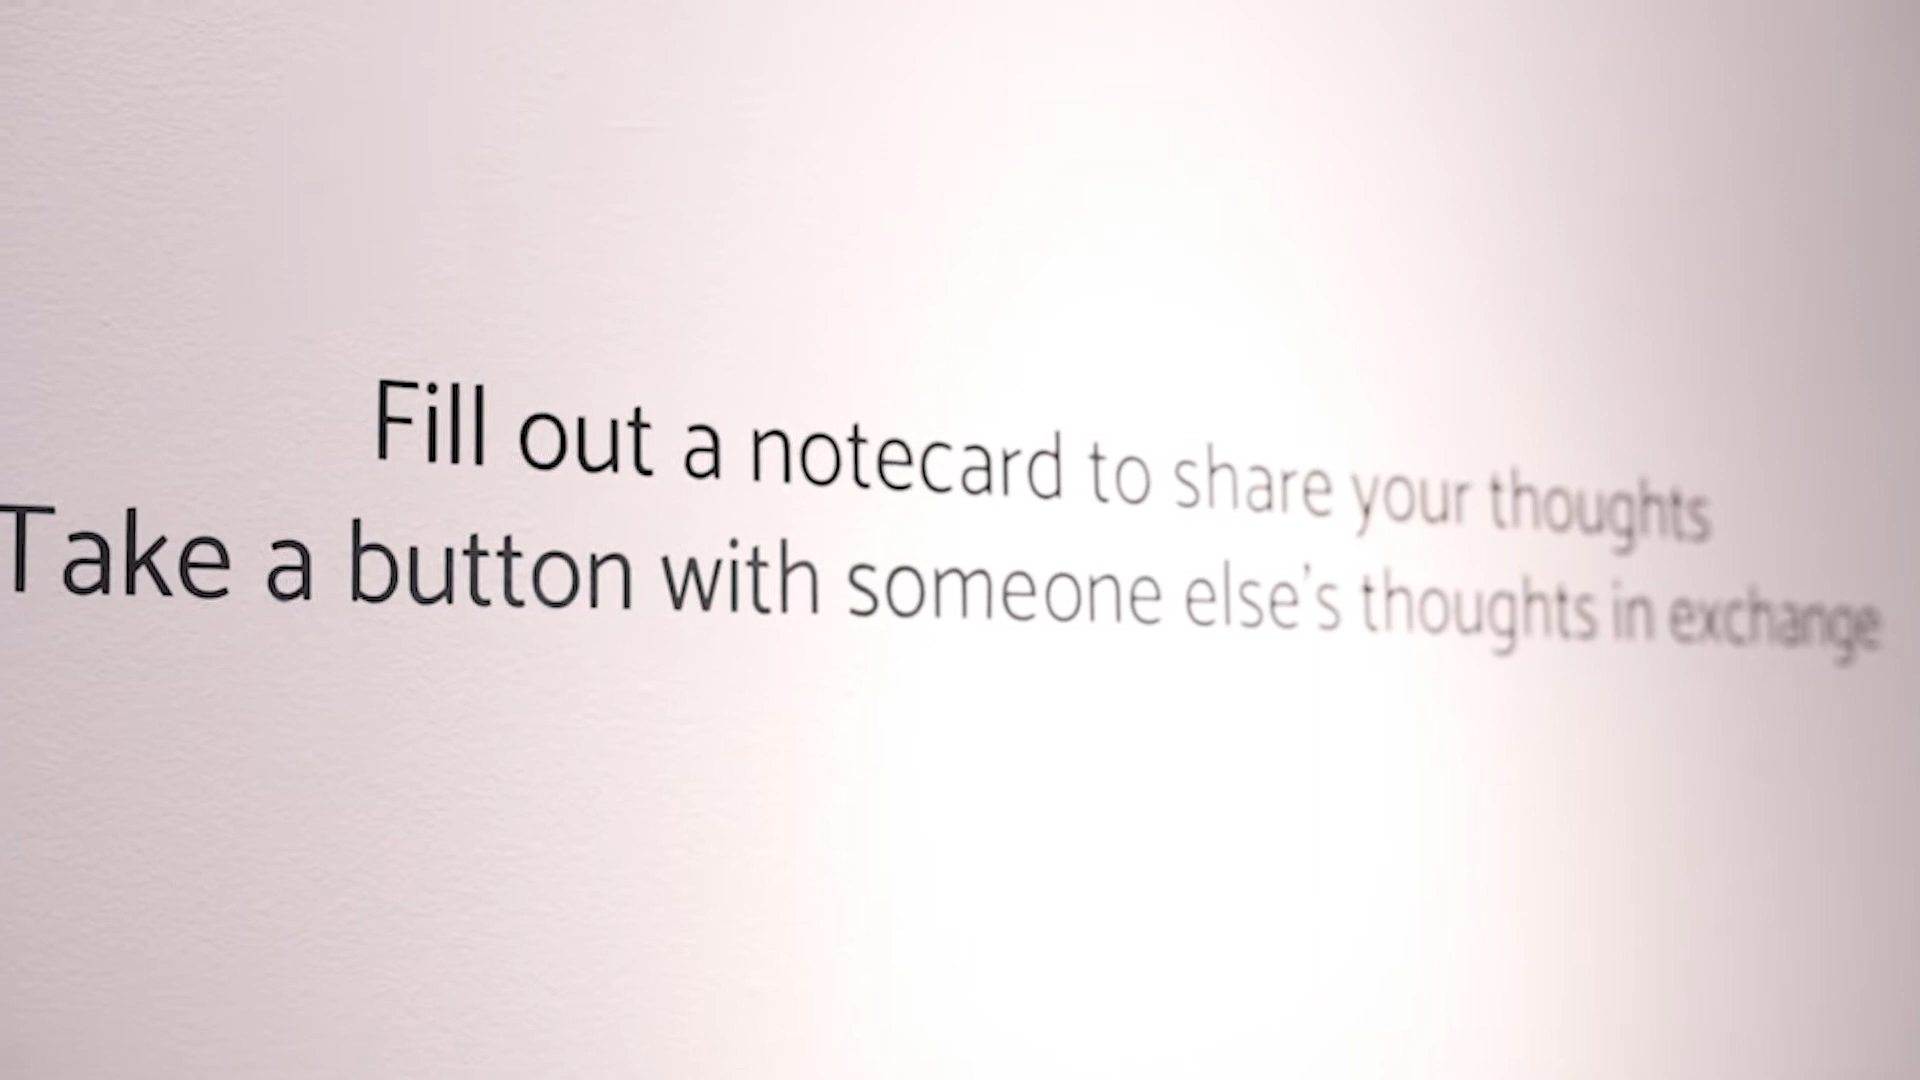 Fill out a notecard to share your thoughts
Take a button with someone else's thoughts in exchange